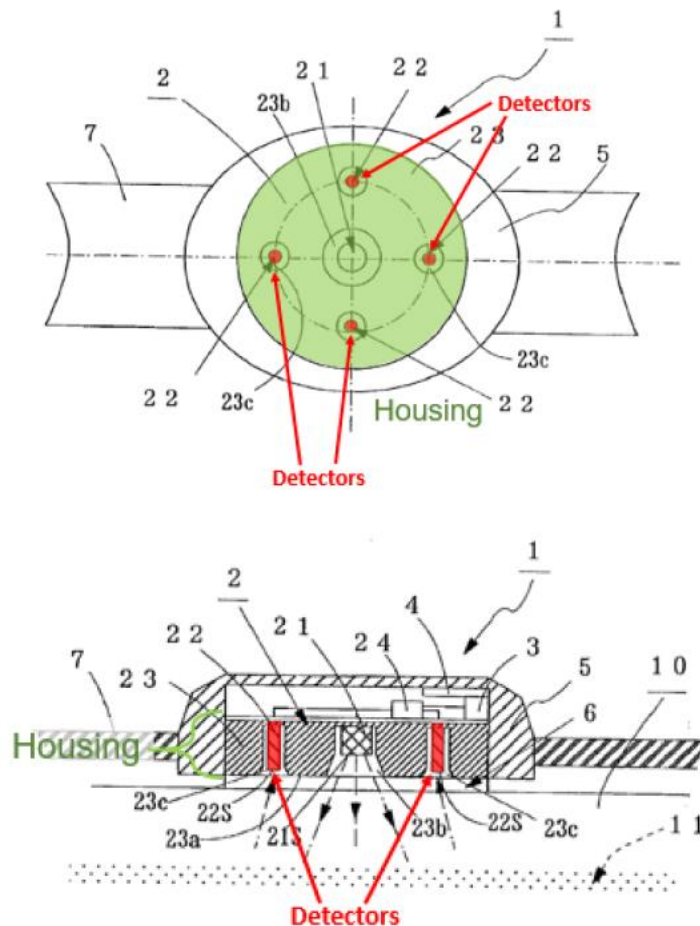 1
2 1
2 2
2
23b
Detectors
7
2 3
2 2
5
2 2
23c
23c
2 2
Housing
Detectors
1
2
4
2 2
2 1
2 4
3
7
2 3
1 0
5
6
Housing
23c
22S
23a
21S
23b
22S
23c
1 1
Detectors